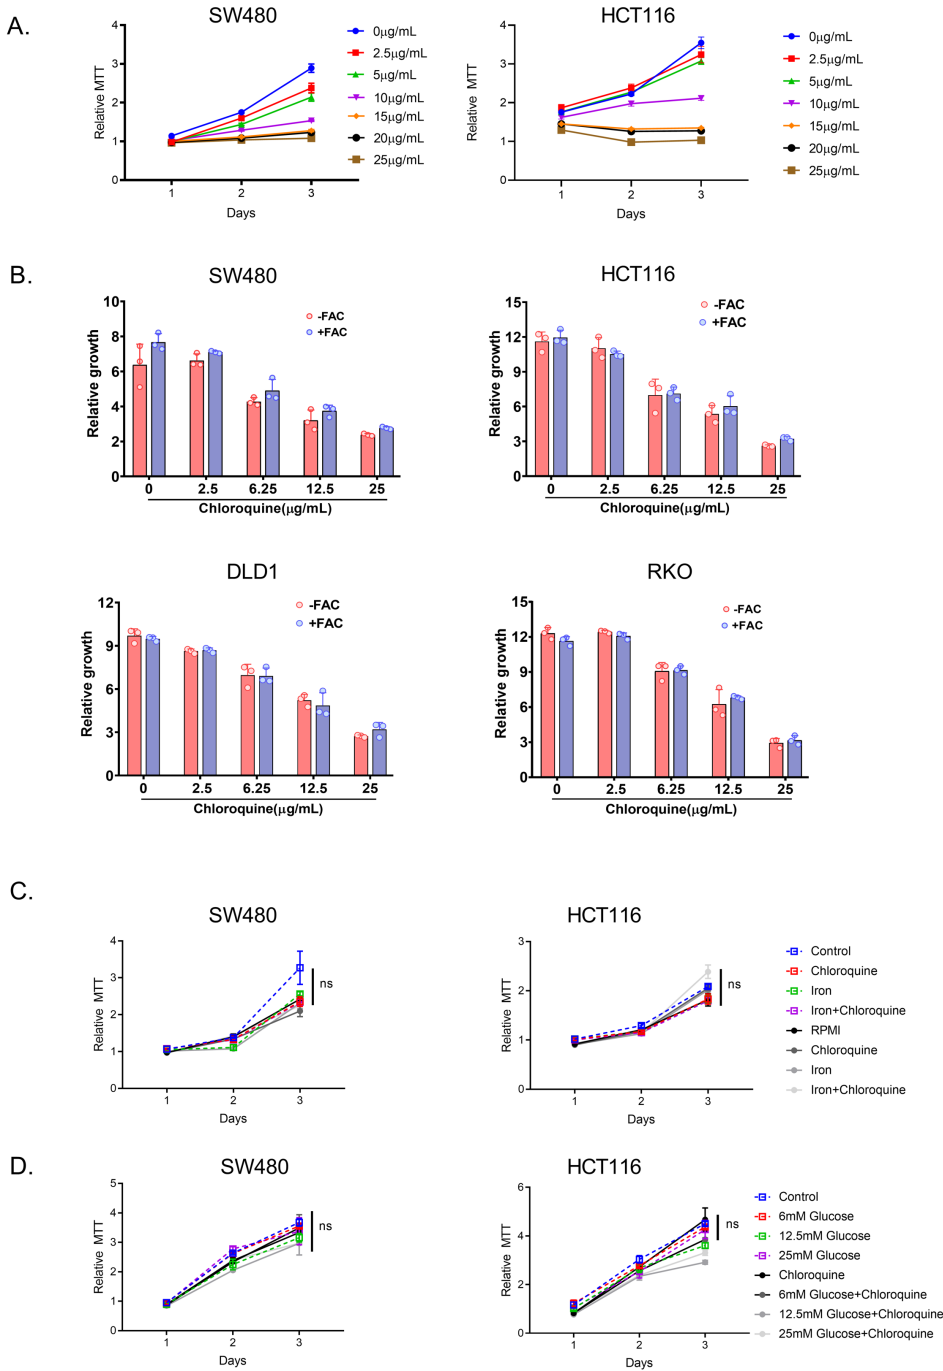 A.
SW480
Relative MTT
4
3
2
1
0
1 2 3
Days
0μg/mL
2.5μg/mL
5μg/mL
10μg/mL
15μg/mL
20μg/mL
25μg/mL
HCT116
Relative MTT
4
3
2
1
0
1 2 3
Days
0μg/mL
2.5μg/mL
5μg/mL
10μg/mL
15μg/mL
20μg/mL
25μg/mL
B.
SW480
Relative growth
10
8
6
4
2
0
-FAC
+FAC
0 2.5 6.25 12.5 25
Chloroquine(μg/mL)
HCT116
Relative growth
15
12
9
6
3
0
-FAC
+FAC
0 2.5 6.25 12.5 25
Chloroquine(μg/mL)
DLD1
Relative growth
12
9
6
3
0
-FAC
+FAC
0 2.5 6.25 12.5 25
Chloroquine(μg/mL)
RKO
Relative growth
15
12
9
6
3
0
-FAC
+FAC
0 2.5 6.25 12.5 25
Chloroquine(μg/mL)
C.
SW480
Relative MTT
4
3
2
1
0
ns
1 2 3
Days
HCT116
Relative MTT
3
2
1
0
ns
1 2 3
Days
Control
Chloroquine
Iron
Iron+Chloroquine
RPMI
Chloroquine
Iron
Iron+Chloroquine
D.
SW480
Relative MTT
5
4
3
2
1
0
ns
1 2 3
Days
HCT116
Relative MTT
6
4
2
0
ns
1 2 3
Days
Control
6mM Glucose
12.5mM Glucose
25mM Glucose
Chloroquine
6mM Glucose+Chloroquine
12.5mM Glucose+Chloroquine
25mM Glucose+Chloroquine